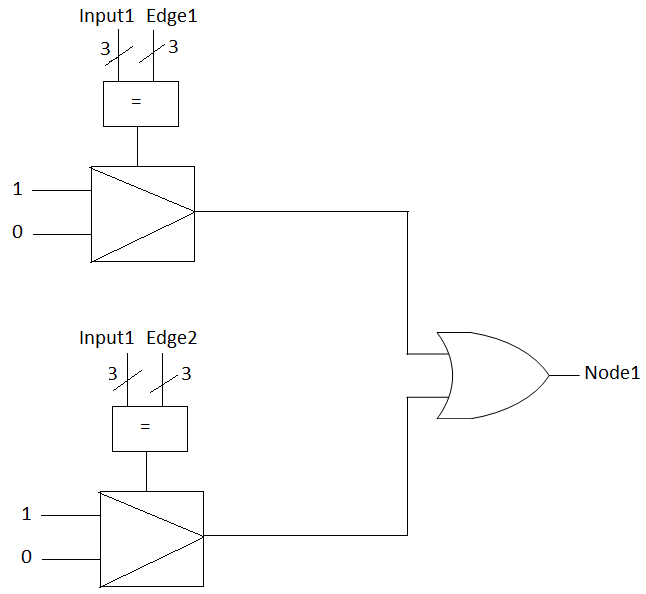 Input1 Edge1
3 3
=
1
0
Input1 Edge2
3 3
Node1
=
1
0